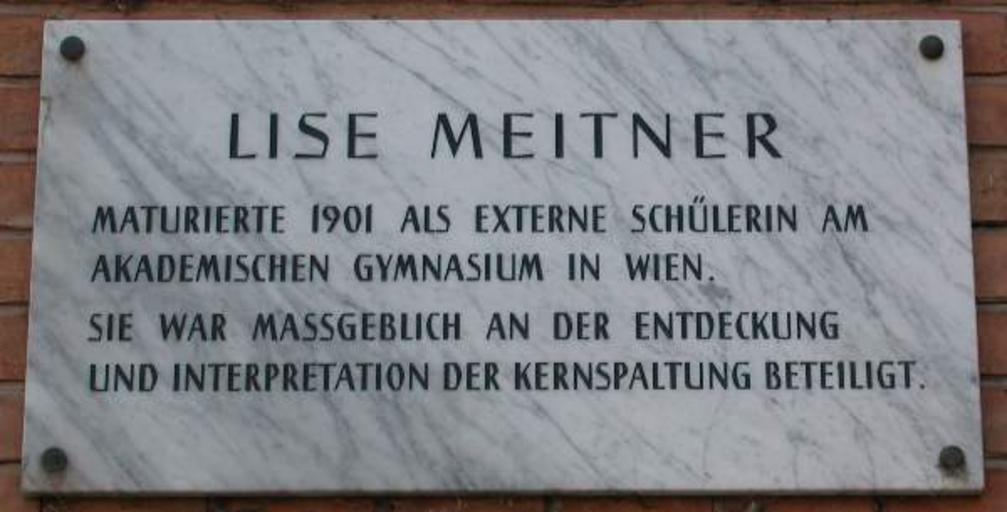 LISE MEITNER
MATURIERTE 1901 ALS EXTERNE SCHÜLERIN AM
AKADEMISCHEN GYMNASIUM IN WIEN.
SIE WAR MASSGEBLICH AN DER ENTDECKUNG
UND INTERPRETATION DER KERNSPALTUNG BETEILIGT.